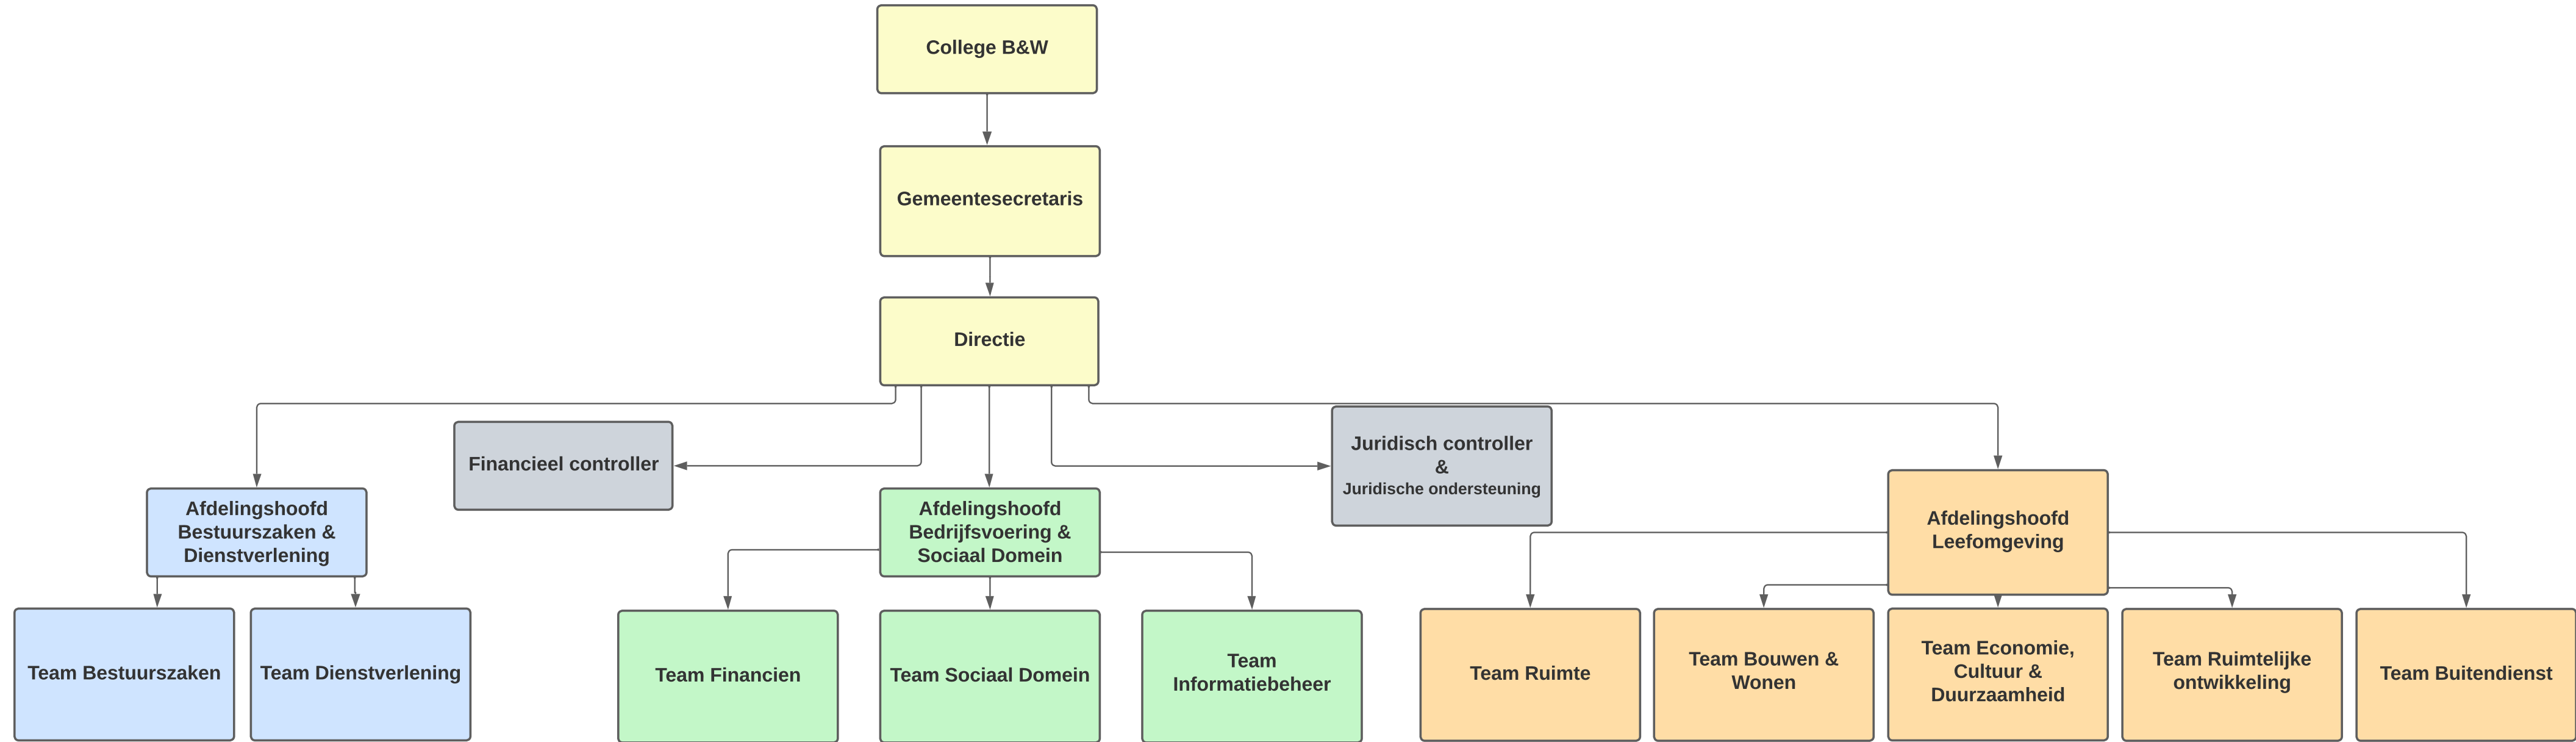 College B&W
Gemeentesecretaris
Directie
Financieel controller
Juridisch controller
&
Juridische ondersteuning
Afdelingshoofd
Bestuurszaken &
Dienstverlening
Afdelingshoofd
Bedrijfsvoering &
Sociaal Domein
Afdelingshoofd
Leefomgeving
Team Bestuurszaken
Team Dienstverlening
Team Financien
Team Sociaal Domein
Team
Informatiebeheer
Team Ruimte
Team Bouwen &
Wonen
Team Economie,
Cultuur &
Duurzaamheid
Team Ruimtelijke
ontwikkeling
Team Buitendienst